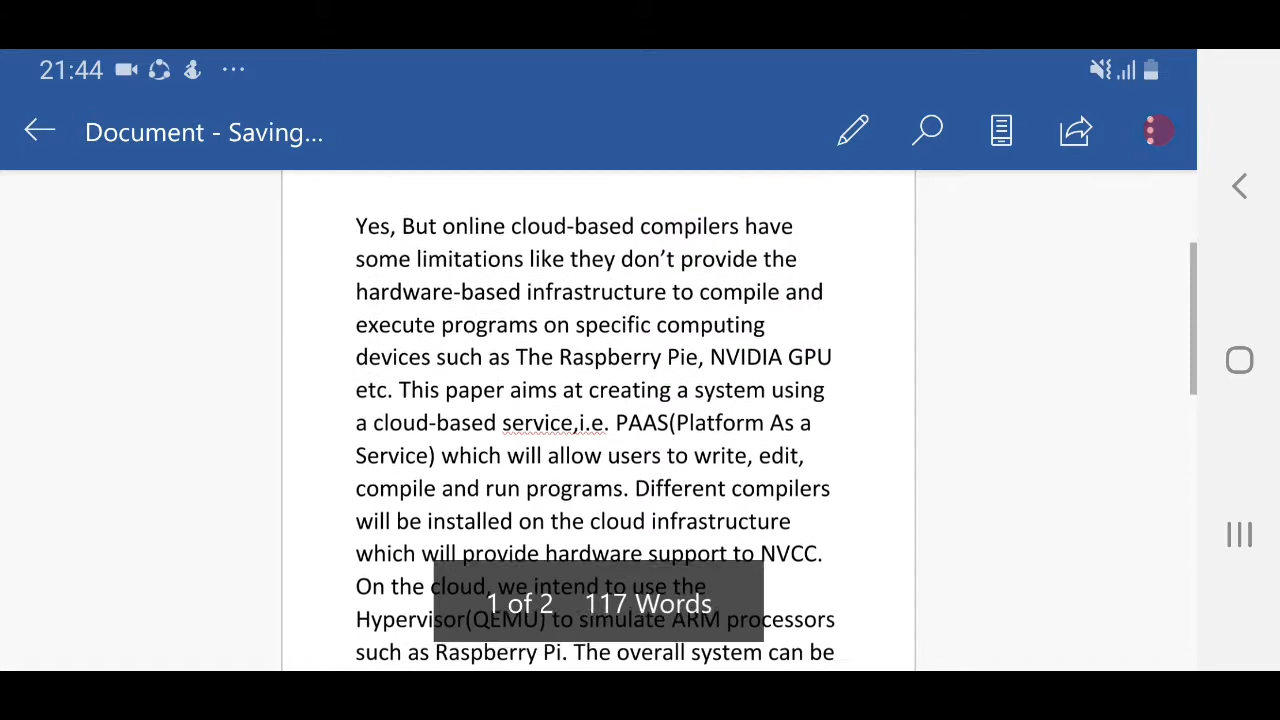 21:44
Document - Saving...
Yes, But online cloud-based compilers have
some limitations like they don’t provide the
hardware-based infrastructure to compile and
execute programs on specific computing
devices such as The Raspberry Pie, NVIDIA GPU
etc. This paper aims at creating a system using
a cloud-based service,i.e. PAAS(Platform As a
Service) which will allow users to write, edit,
compile and run programs. Different compilers
will be installed on the cloud infrastructure
which will provide hardware support to NVCC.
On the cloud, we intend to use the
1 of 2 117 Words
Hypervisor(QEMU) to simulate ARM processors
such as Raspberry Pi. The overall system can be